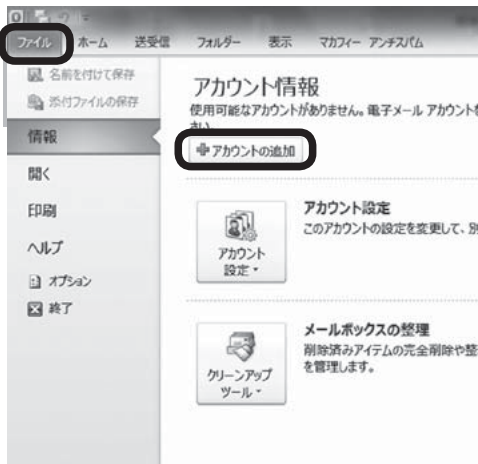 ファイル ホーム 送受信 フォルダー 表示 マカフィー アンチスパム
名前を付けて保存
添付ファイルの保存
情報
開く
印刷
ヘルプ
オプション
終了
アカウント情報
使用可能なアカウントがありません。電子メール アカウントを
さい。
アカウントの追加
アカウント
設定
アカウント設定
このアカウントの設定を変更して、別
クリーンアップ
ツール
メールボックスの整理
削除済みアイテムの完全削除や整
を管理します。